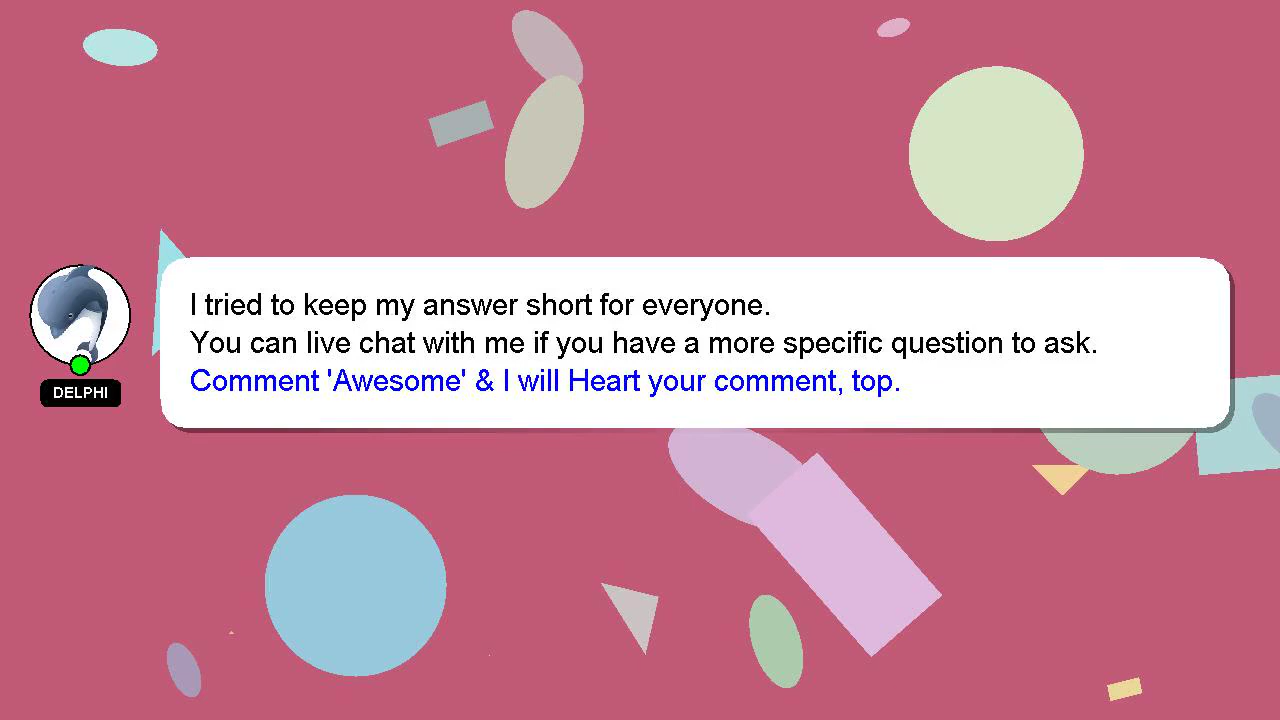 I tried to keep my answer short for everyone.
You can live chat with me if you have a more specific question to ask.
Comment 'Awesome' & I will Heart your comment, top.
DELPHI